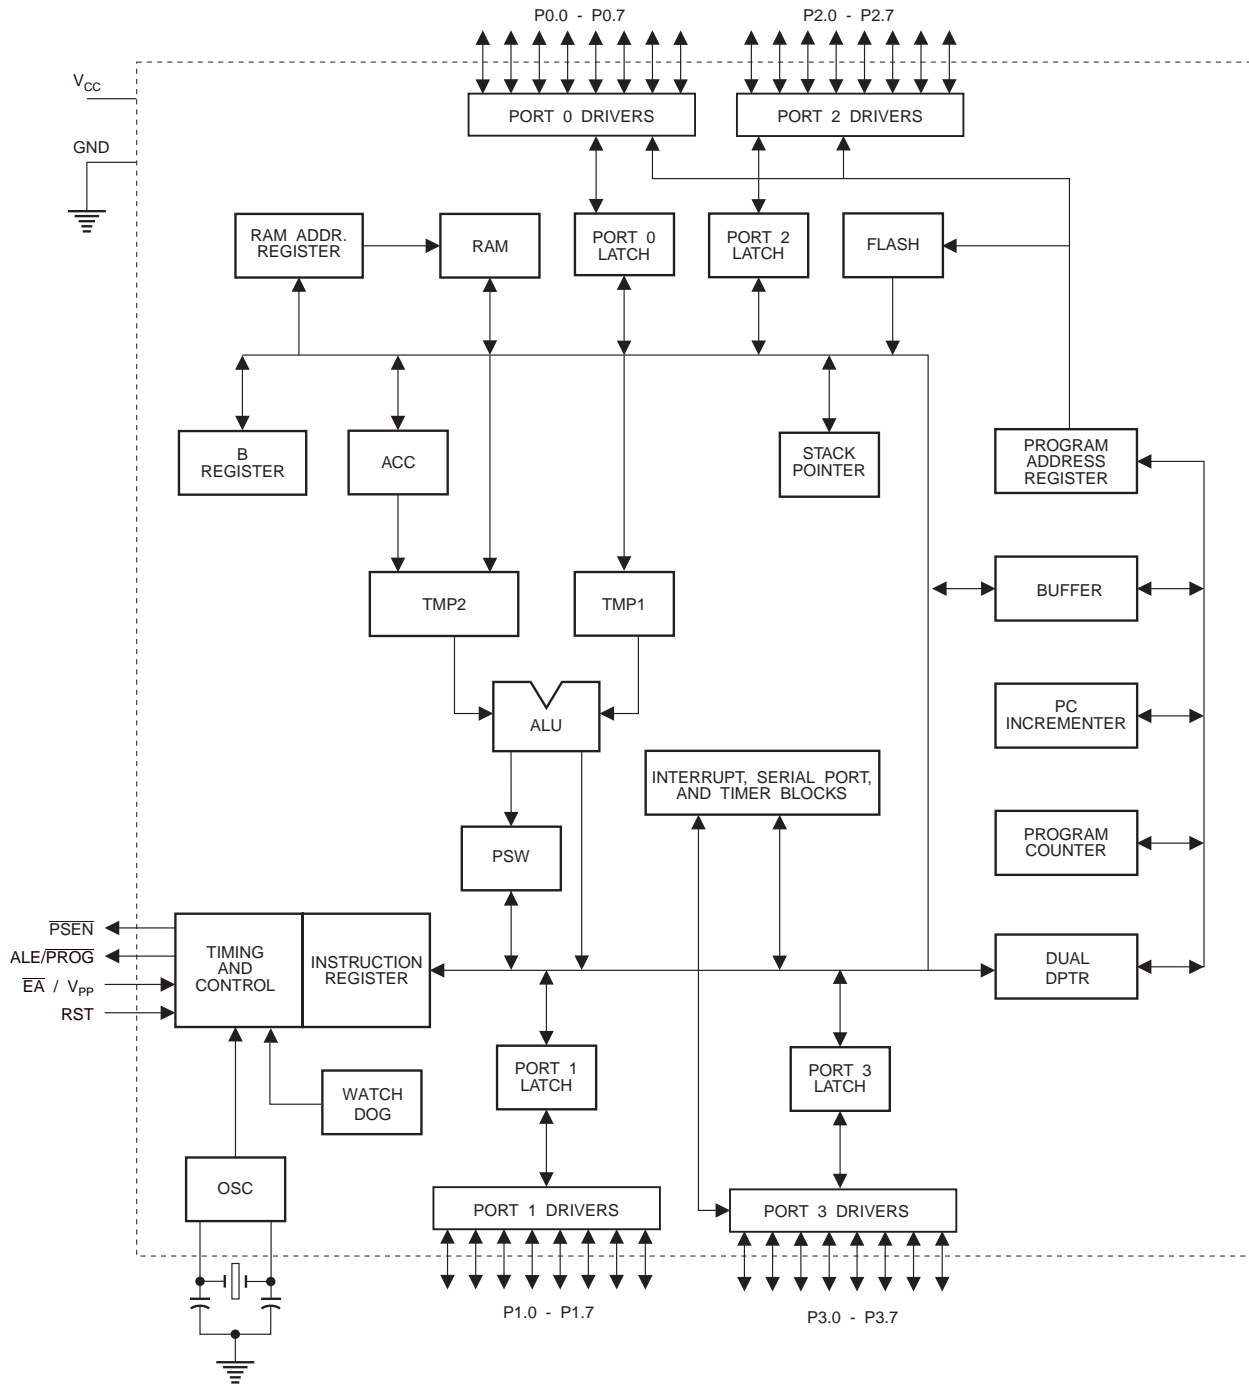 P0.0 - P0.7
P2.0 - P2.7
VCC
GND
PORT 0 DRIVERS
PORT 2 DRIVERS
RAM ADDR.
REGISTER
RAM
PORT 0
LATCH
PORT 2
LATCH
FLASH
B
REGISTER
ACC
STACK
POINTER
PROGRAM
ADDRESS
REGISTER
TMP2
TMP1
BUFFER
ALU
PC
INCREMENTER
INTERRUPT, SERIAL PORT,
AND TIMER BLOCKS
PSW
PROGRAM
COUNTER
PSEN
ALE/PROG
EA / VPP
RST
TIMING
AND
CONTROL
INSTRUCTION
REGISTER
DUAL
DPTR
PORT 1
LATCH
PORT 3
LATCH
WATCH
DOG
OSC
PORT 1 DRIVERS
PORT 3 DRIVERS
P1.0 - P1.7
P3.0 - P3.7